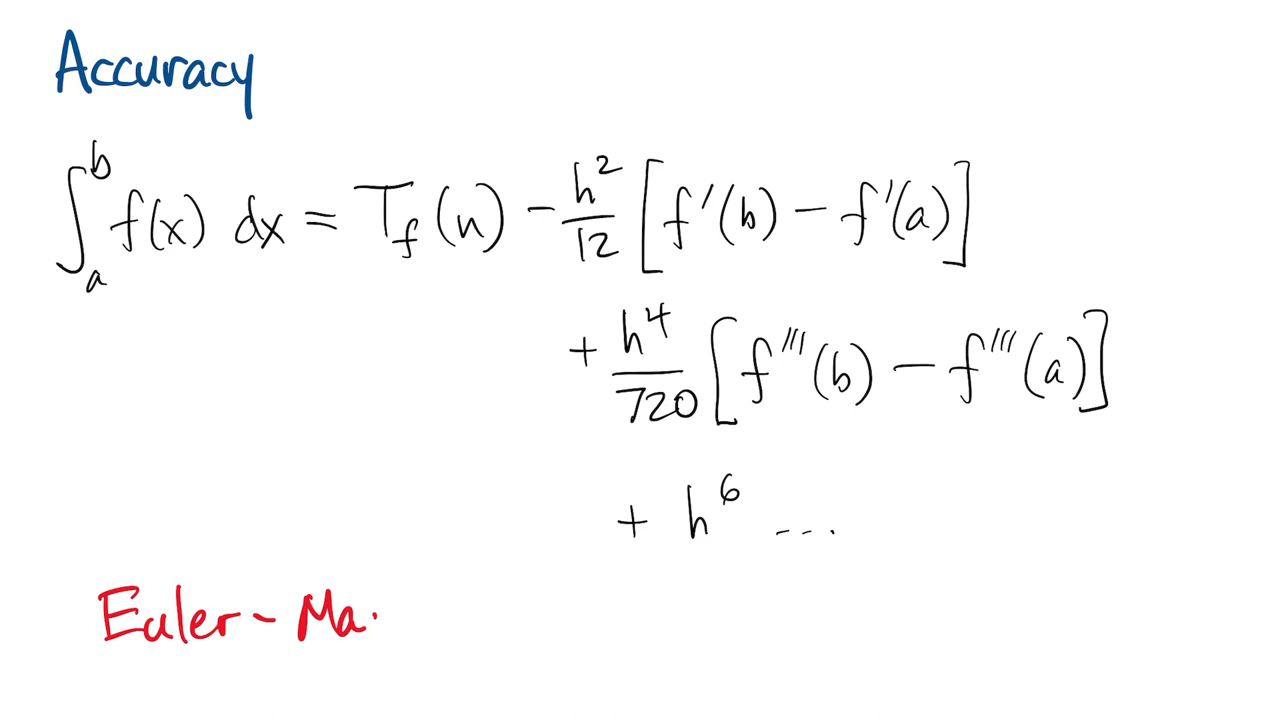 Accuracy
∫_a^b f(x) dx = T_f(n) − h²/12 [f′(b) − f′(a)]
+ h⁴/720 [f‴(b) − f‴(a)]
+ h⁶ ...
Euler - Ma